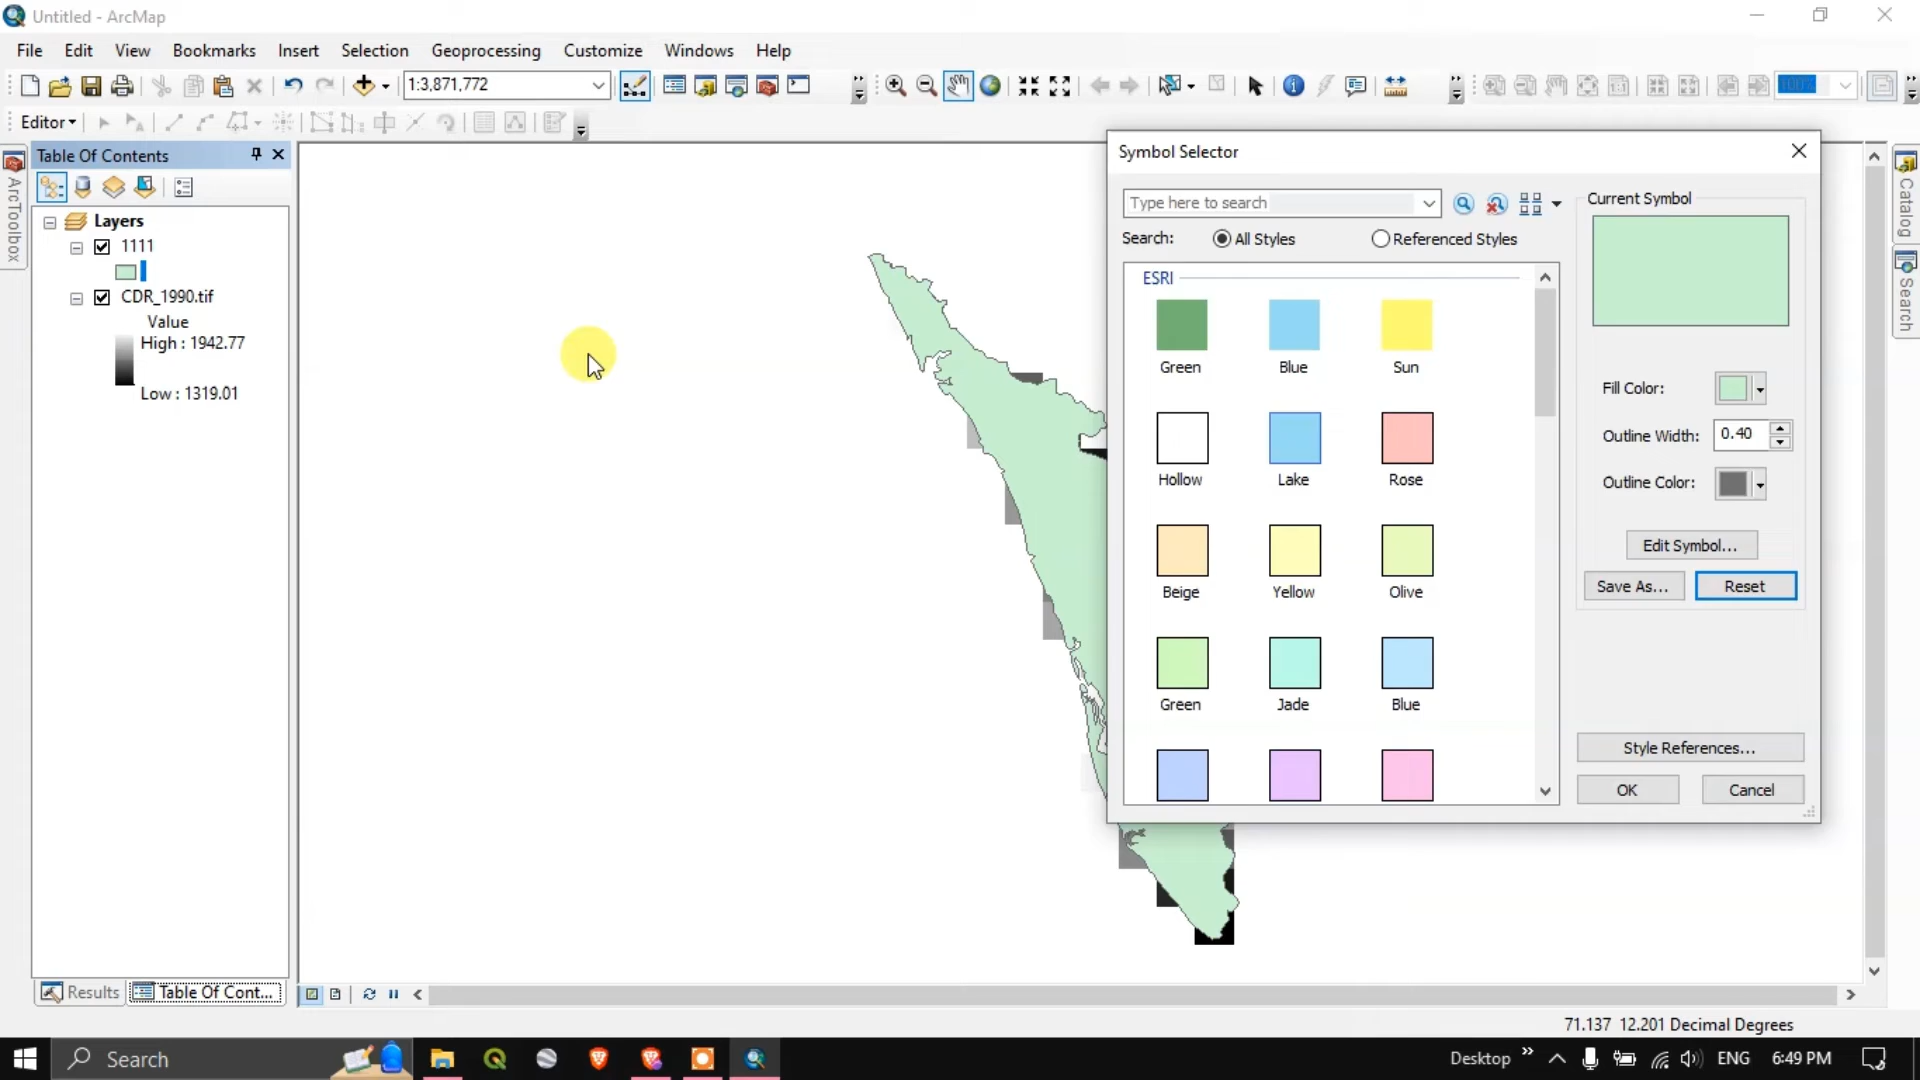 Untitled - ArcMap
File Edit View Bookmarks Insert Selection Geoprocessing Customize Windows Help
1:3,871,772
Editor
Table Of Contents
Layers
1111
CDR_1990.tif
Value
High : 1942.77
Low : 1319.01
ArcToolbox
Results
Table Of Cont...
Symbol Selector
Type here to search
Search: All Styles Referenced Styles
ESRI
Green Blue Sun
Hollow Lake Rose
Beige Yellow Olive
Green Jade Blue
Current Symbol
Fill Color:
Outline Width: 0.40
Outline Color:
Edit Symbol...
Save As... Reset
Style References...
OK Cancel
Catalog
Search
71.137 12.201 Decimal Degrees
Search
Desktop ENG 6:49 PM